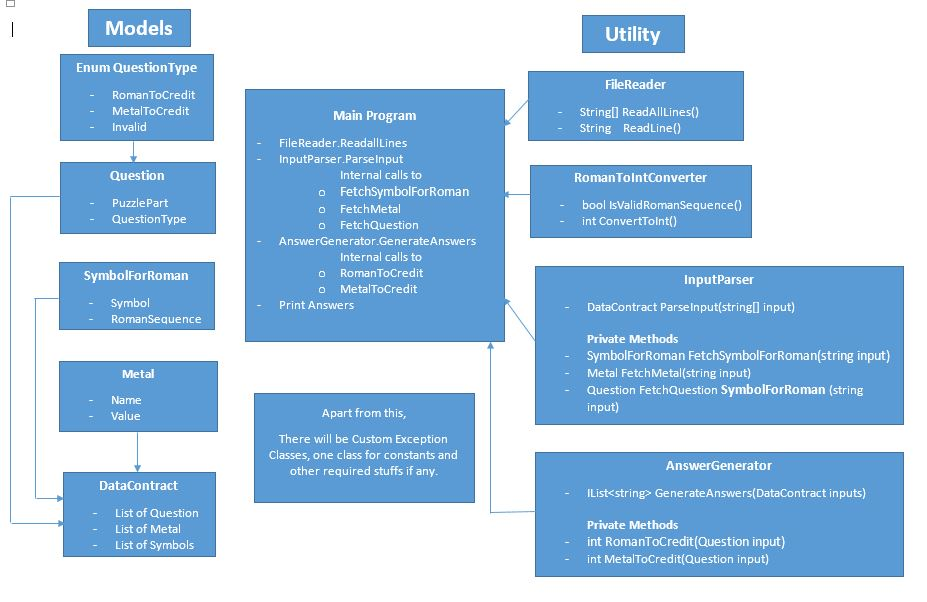 Models
Enum QuestionType
- RomanToCredit
- MetalToCredit
- Invalid
Question
- PuzzlePart
- QuestionType
SymbolForRoman
- Symbol
- RomanSequence
Metal
- Name
- Value
DataContract
- List of Question
- List of Metal
- List of Symbols
Main Program
- FileReader.ReadallLines
- InputParser.ParseInput
Internal calls to
o FetchSymbolForRoman
o FetchMetal
o FetchQuestion
- AnswerGenerator.GenerateAnswers
Internal calls to
o RomanToCredit
o MetalToCredit
- Print Answers
Apart from this,
There will be Custom Exception
Classes, one class for constants and
other required stuffs if any.
Utility
FileReader
- String[] ReadAllLines()
- String ReadLine()
RomanToIntConverter
- bool IsValidRomanSequence()
- int ConvertToInt()
InputParser
- DataContract ParseInput(string[] input)
Private Methods
- SymbolForRoman FetchSymbolForRoman(string input)
- Metal FetchMetal(string input)
- Question FetchQuestion SymbolForRoman (string
input)
AnswerGenerator
- IList<string> GenerateAnswers(DataContract inputs)
Private Methods
- int RomanToCredit(Question input)
- int MetalToCredit(Question input)